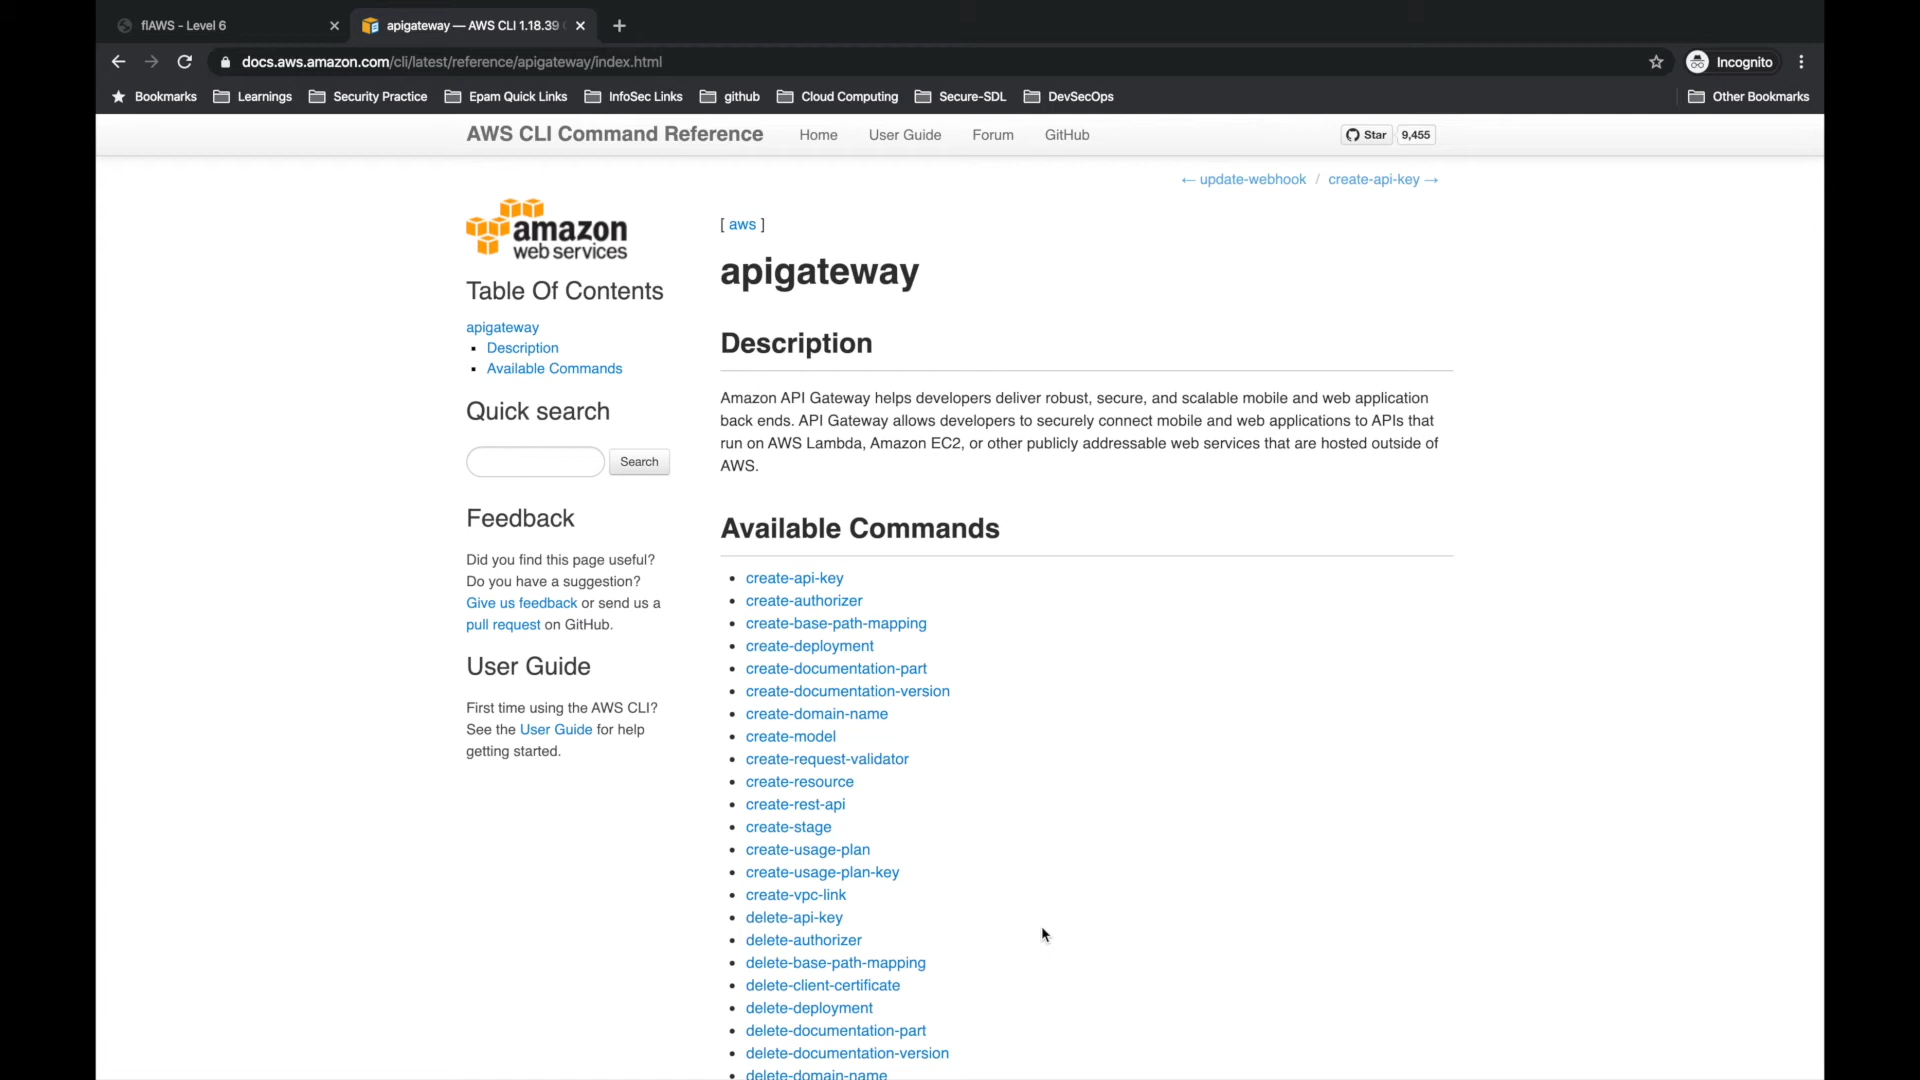 flAWS - Level 6
apigateway — AWS CLI 1.18.39
docs.aws.amazon.com/cli/latest/reference/apigateway/index.html
Incognito
Bookmarks
Learnings
Security Practice
Epam Quick Links
InfoSec Links
github
Cloud Computing
Secure-SDL
DevSecOps
Other Bookmarks
AWS CLI Command Reference
Home
User Guide
Forum
GitHub
Star
9,455
← update-webhook / create-api-key →
amazon
web services
Table Of Contents
apigateway
▪ Description
▪ Available Commands
Quick search
Search
Feedback
Did you find this page useful?
Do you have a suggestion?
Give us feedback or send us a
pull request on GitHub.
User Guide
First time using the AWS CLI?
See the User Guide for help
getting started.
[ aws ]
apigateway
Description
Amazon API Gateway helps developers deliver robust, secure, and scalable mobile and web application
back ends. API Gateway allows developers to securely connect mobile and web applications to APIs that
run on AWS Lambda, Amazon EC2, or other publicly addressable web services that are hosted outside of
AWS.
Available Commands
• create-api-key
• create-authorizer
• create-base-path-mapping
• create-deployment
• create-documentation-part
• create-documentation-version
• create-domain-name
• create-model
• create-request-validator
• create-resource
• create-rest-api
• create-stage
• create-usage-plan
• create-usage-plan-key
• create-vpc-link
• delete-api-key
• delete-authorizer
• delete-base-path-mapping
• delete-client-certificate
• delete-deployment
• delete-documentation-part
• delete-documentation-version
• delete-domain-name